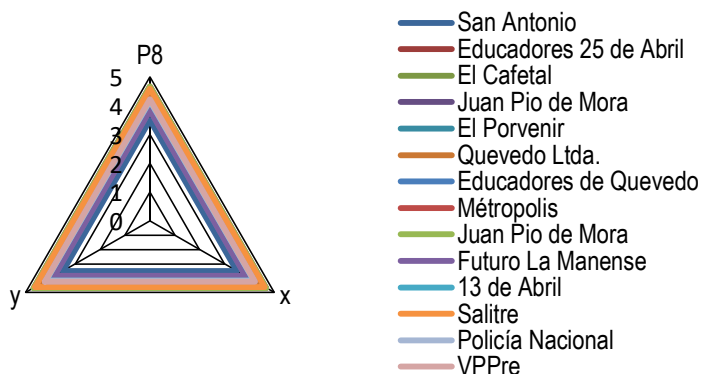 P8
5
4
3
2
1
0
y
x
San Antonio
Educadores 25 de Abril
El Cafetal
Juan Pio de Mora
El Porvenir
Quevedo Ltda.
Educadores de Quevedo
Métropolis
Juan Pio de Mora
Futuro La Manense
13 de Abril
Salitre
Policía Nacional
VPPre